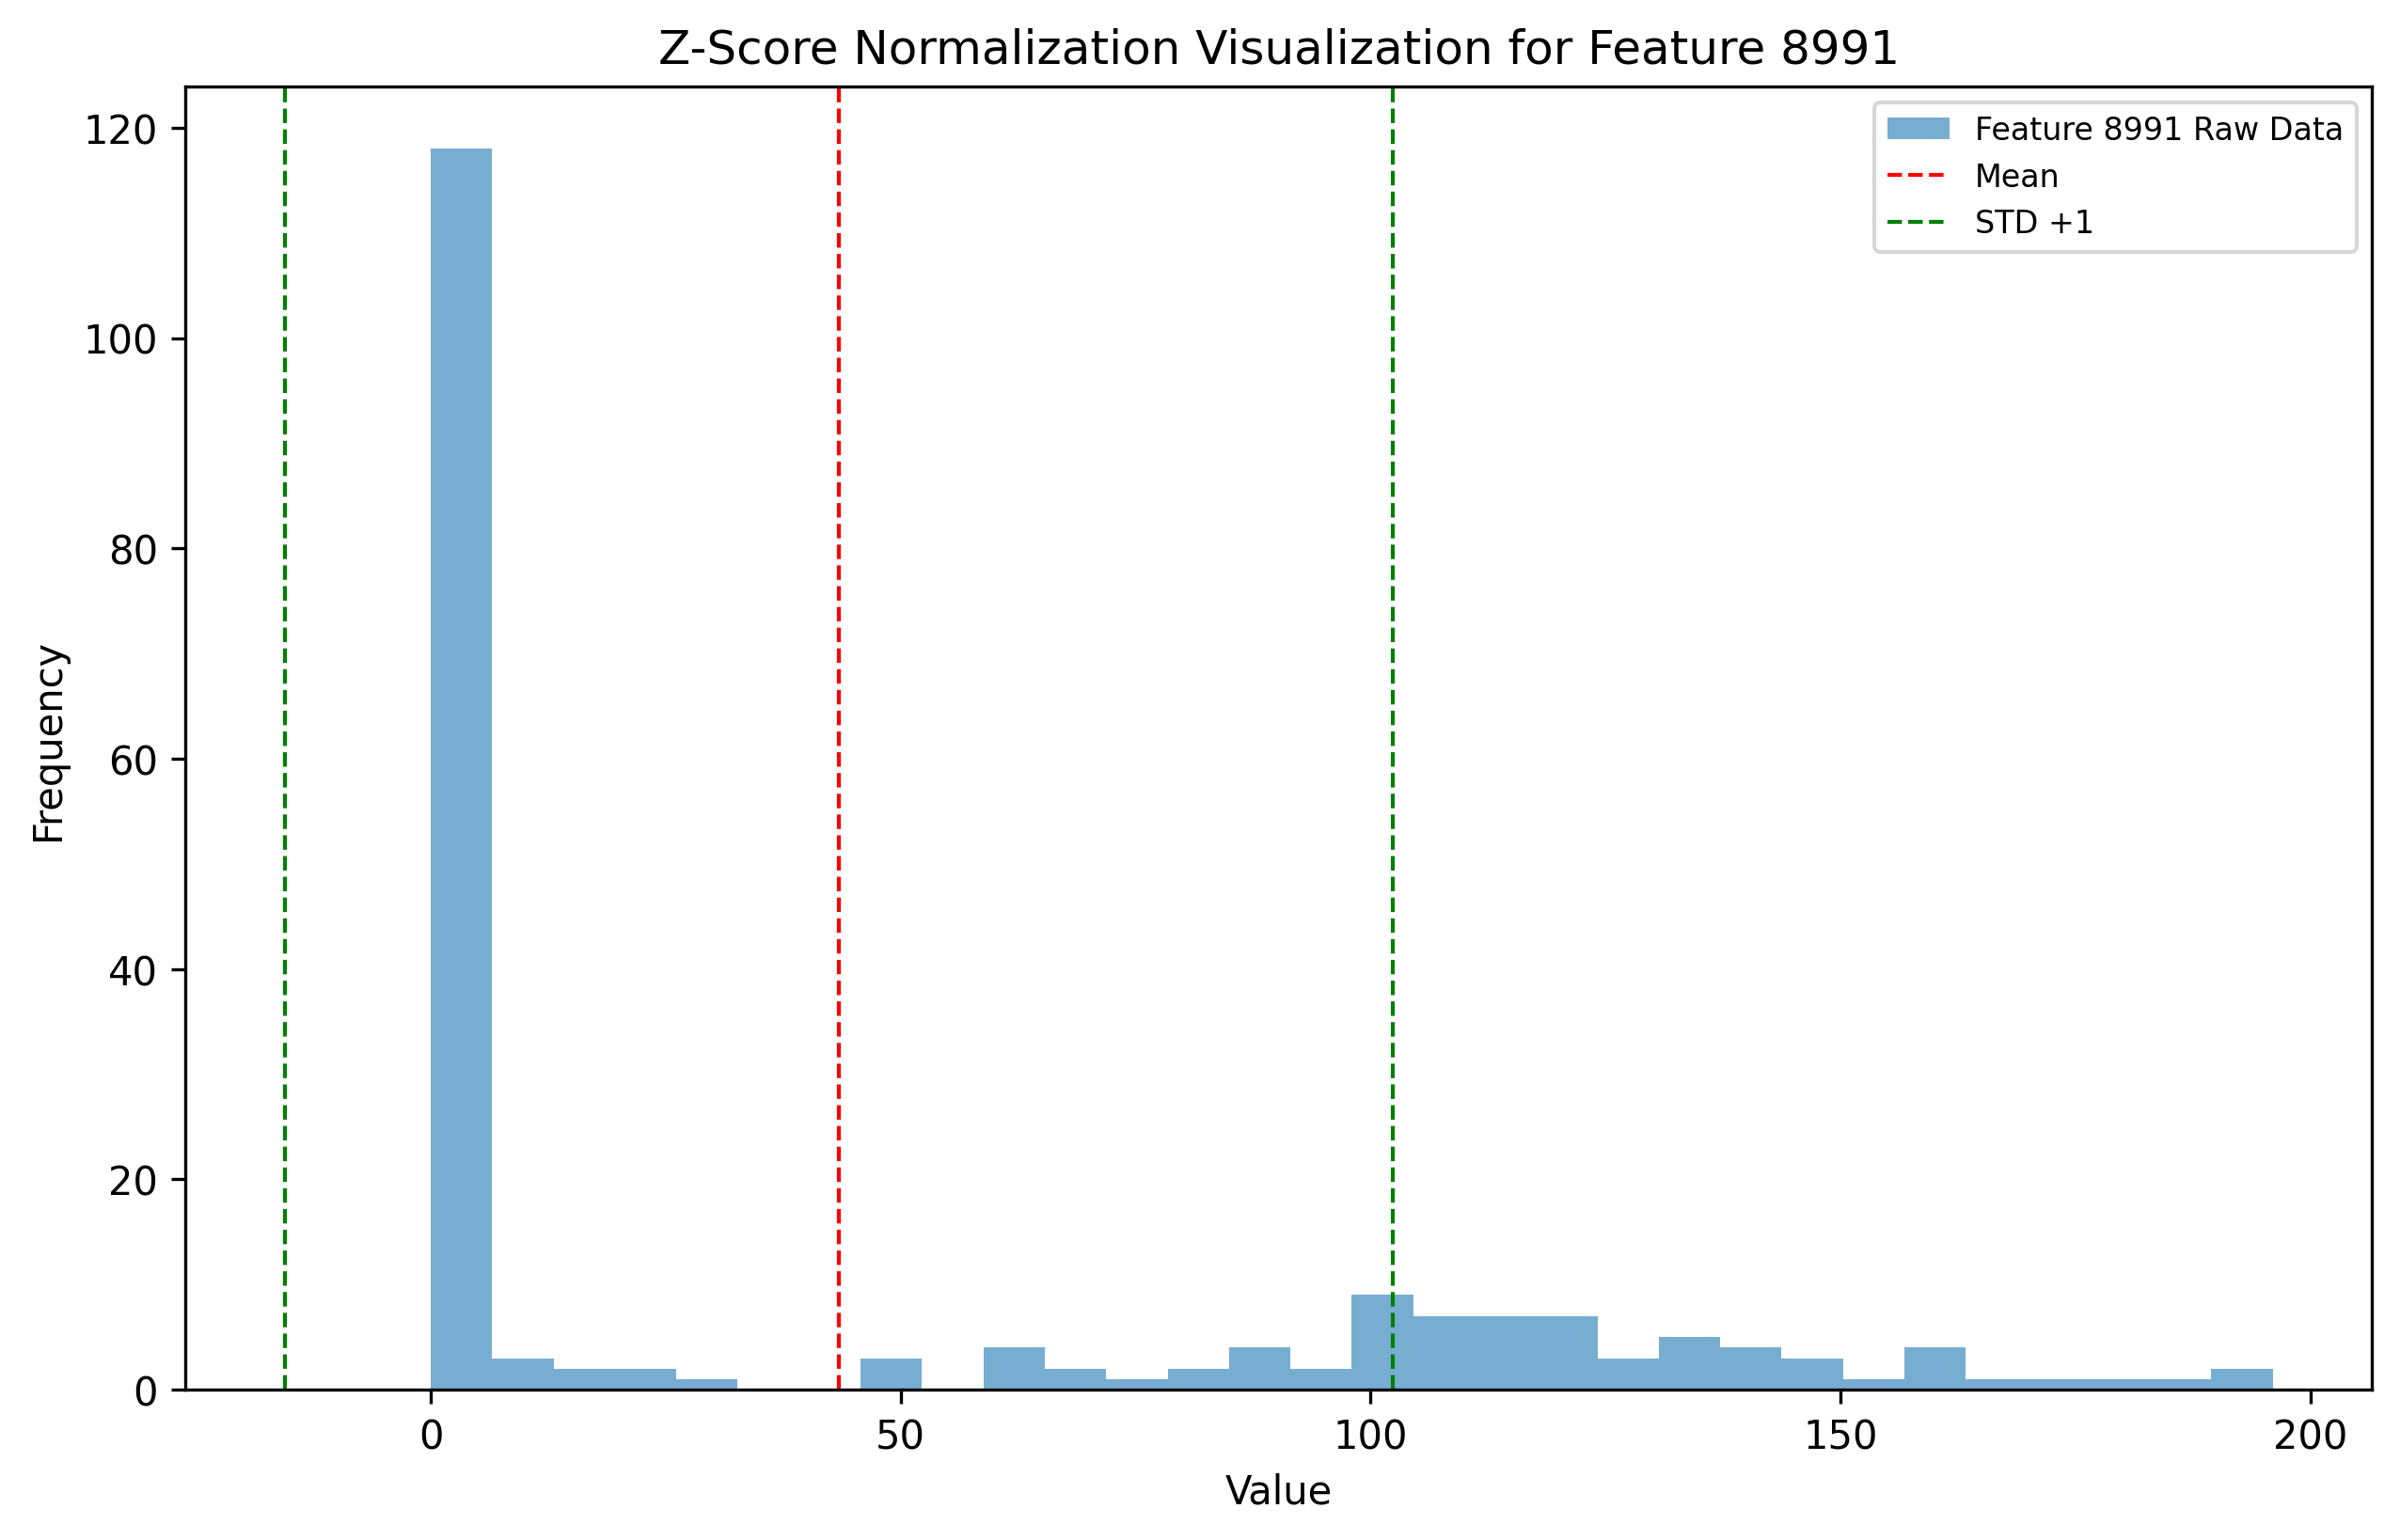 Z-Score Normalization Visualization for Feature 8991
Feature 8991 Raw Data
Mean
STD +1
120
100
80
60
40
20
0
Frequency
0 50 100 150 200
Value